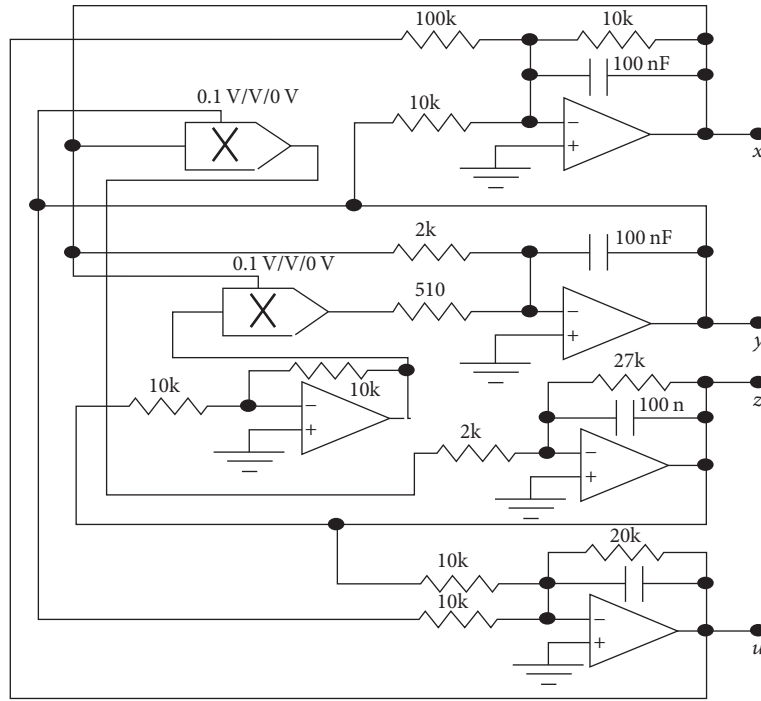 100k
10k
100 nF
0.1 V/V/0 V
10k
X
−
+
x
2k
100 nF
0.1 V/V/0 V
510
X
−
+
y
27k
10k
10k
z
100 n
2k
−
+
−
+
20k
10k
10k
−
+
u